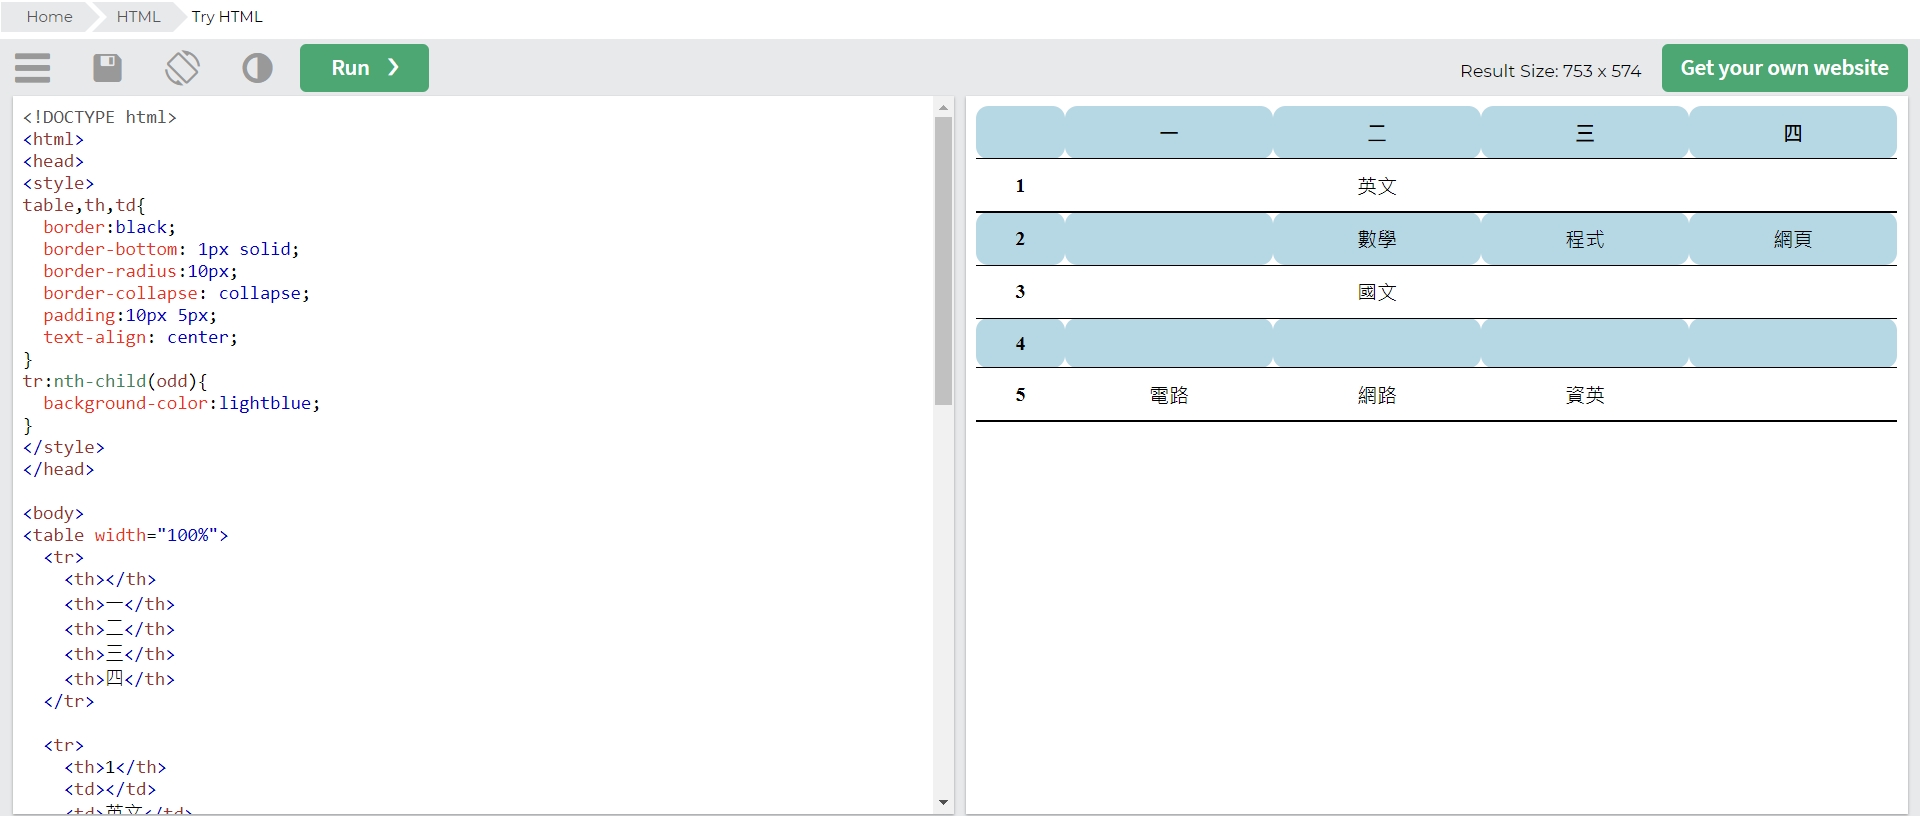 Home HTML Try HTML
Run ❯ Result Size: 753 x 574 Get your own website
<!DOCTYPE html>
<html>
<head>
<style>
table,th,td{
  border:black;
  border-bottom: 1px solid;
  border-radius:10px;
  border-collapse: collapse;
  padding:10px 5px;
  text-align: center;
}
tr:nth-child(odd){
  background-color:lightblue;
}
</style>
</head>
<body>
<table width="100%">
  <tr>
    <th></th>
    <th>一</th>
    <th>二</th>
    <th>三</th>
    <th>四</th>
  </tr>
  <tr>
    <th>1</th>
    <td></td>
    <td>英文</td>
一 二 三 四
1 英文
2 數學 程式 網頁
3 國文
4
5 電路 網路 資英